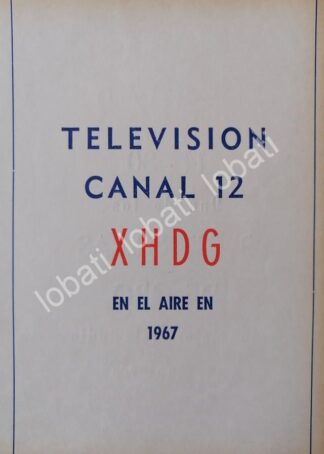 TELEVISION
CANAL 12
XHDG
EN EL AIRE EN
1967
lobati lobati lobati